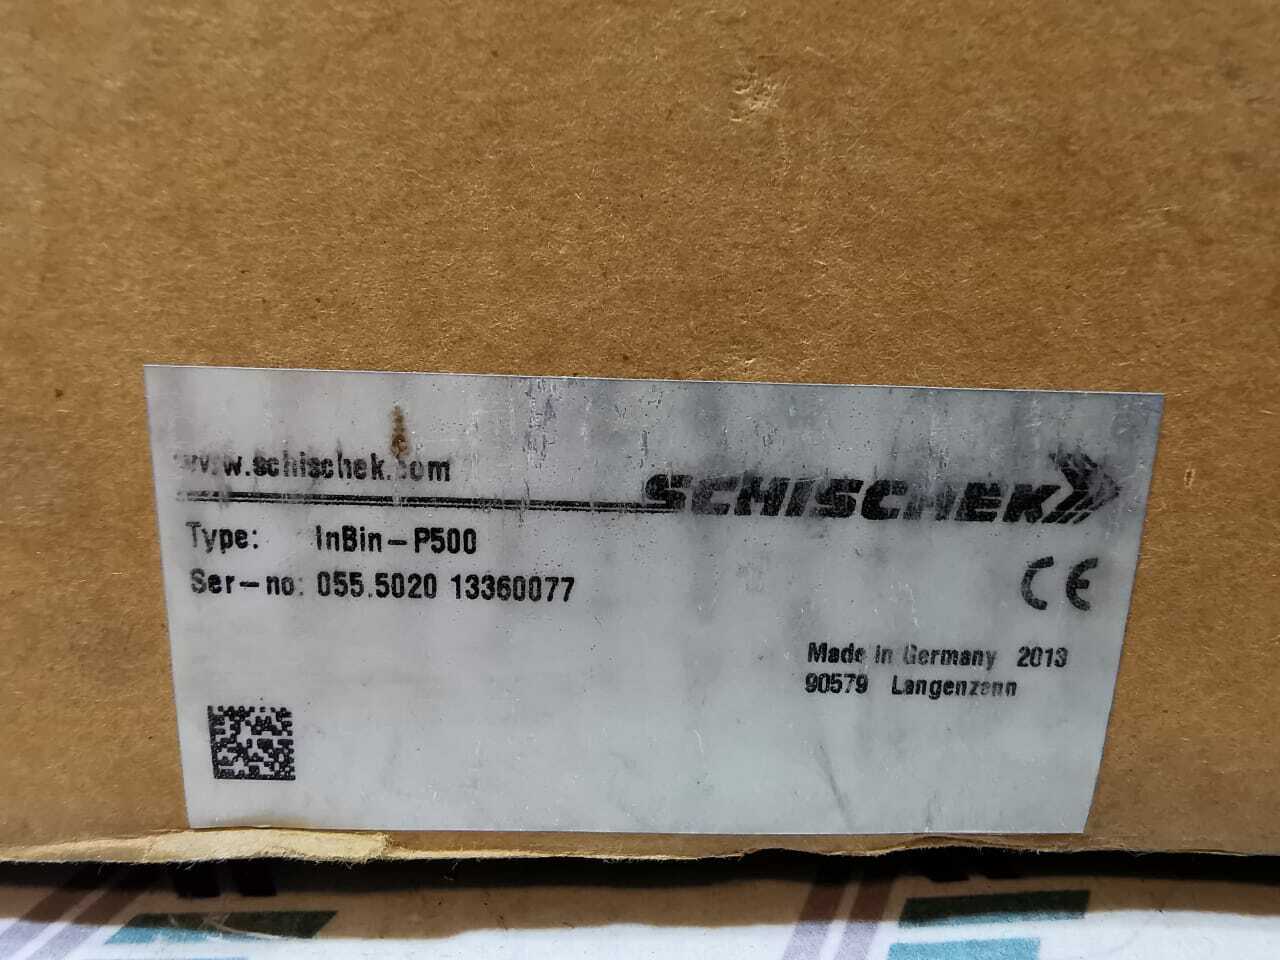 www.schischek.com
SCHISCHEK
Type: InBin-P500
Ser-no: 055.5020 13360077
CE
Made in Germany 2013
90579 Langenzenn